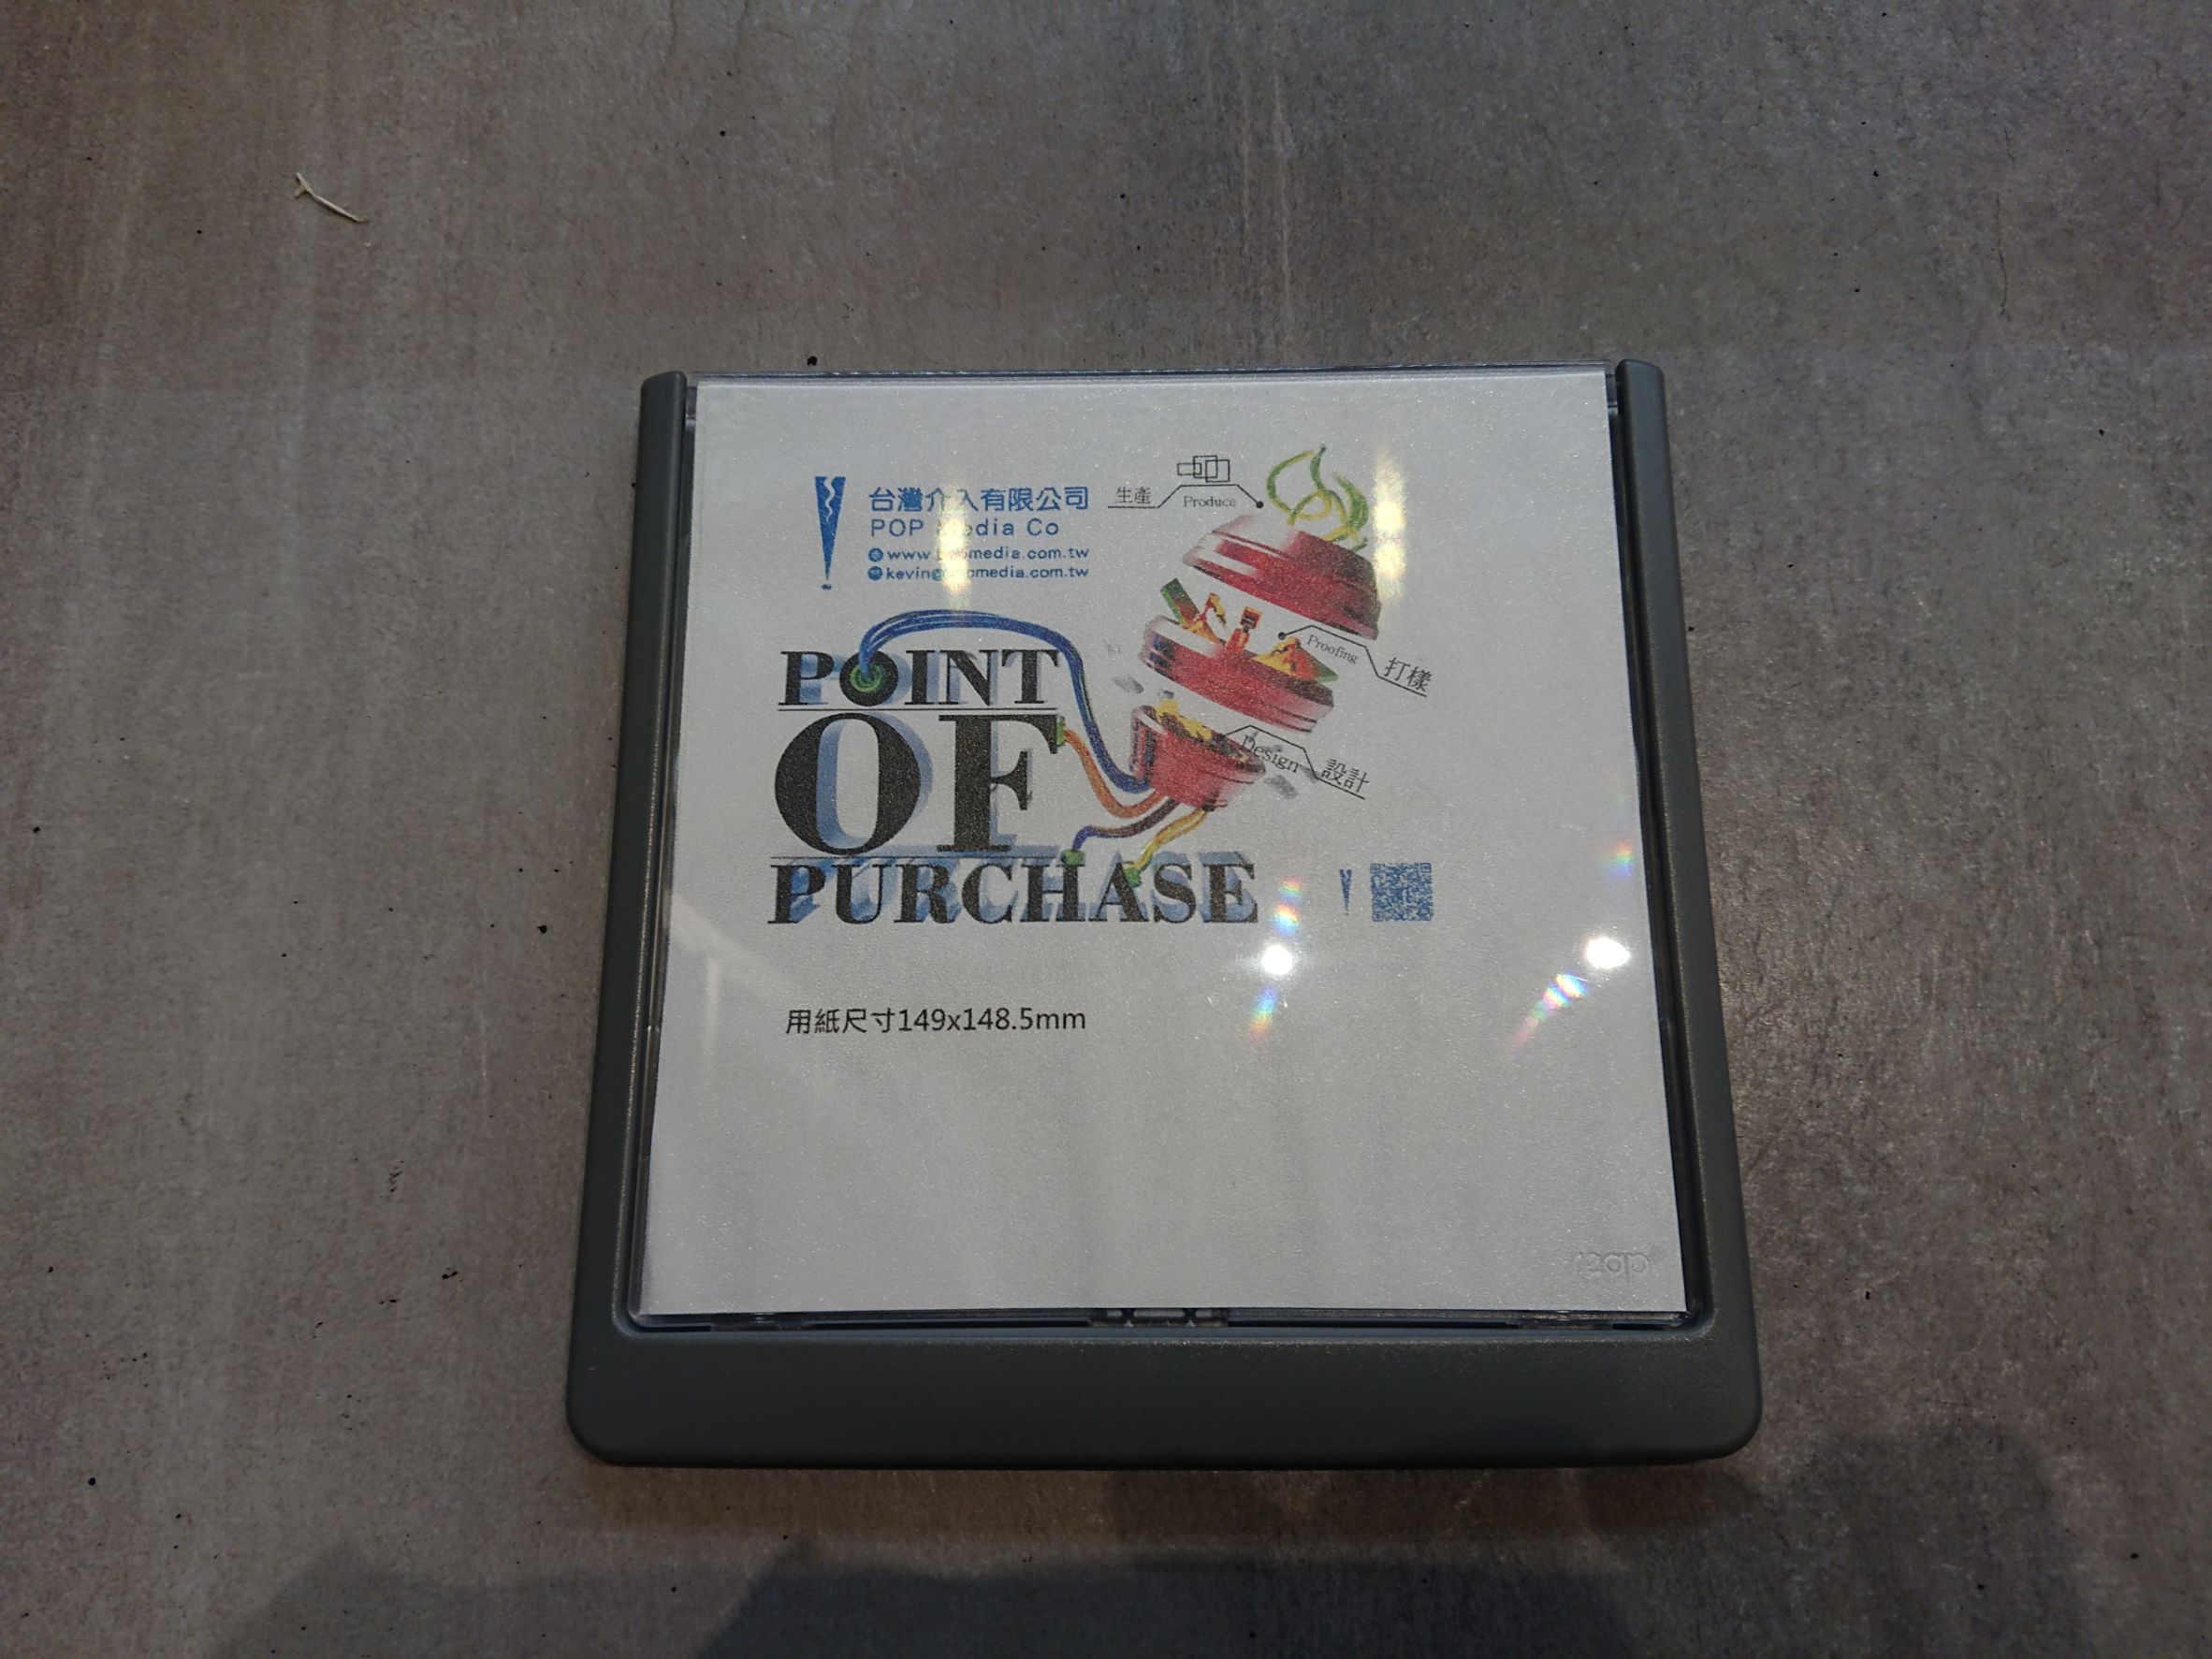 台灣介入有限公司
POP Media Co
www.popmedia.com.tw
kevin@popmedia.com.tw
生產
Produce
Proofing
打樣
Design
設計
POINT
OF
PURCHASE
用紙尺寸149x148.5mm